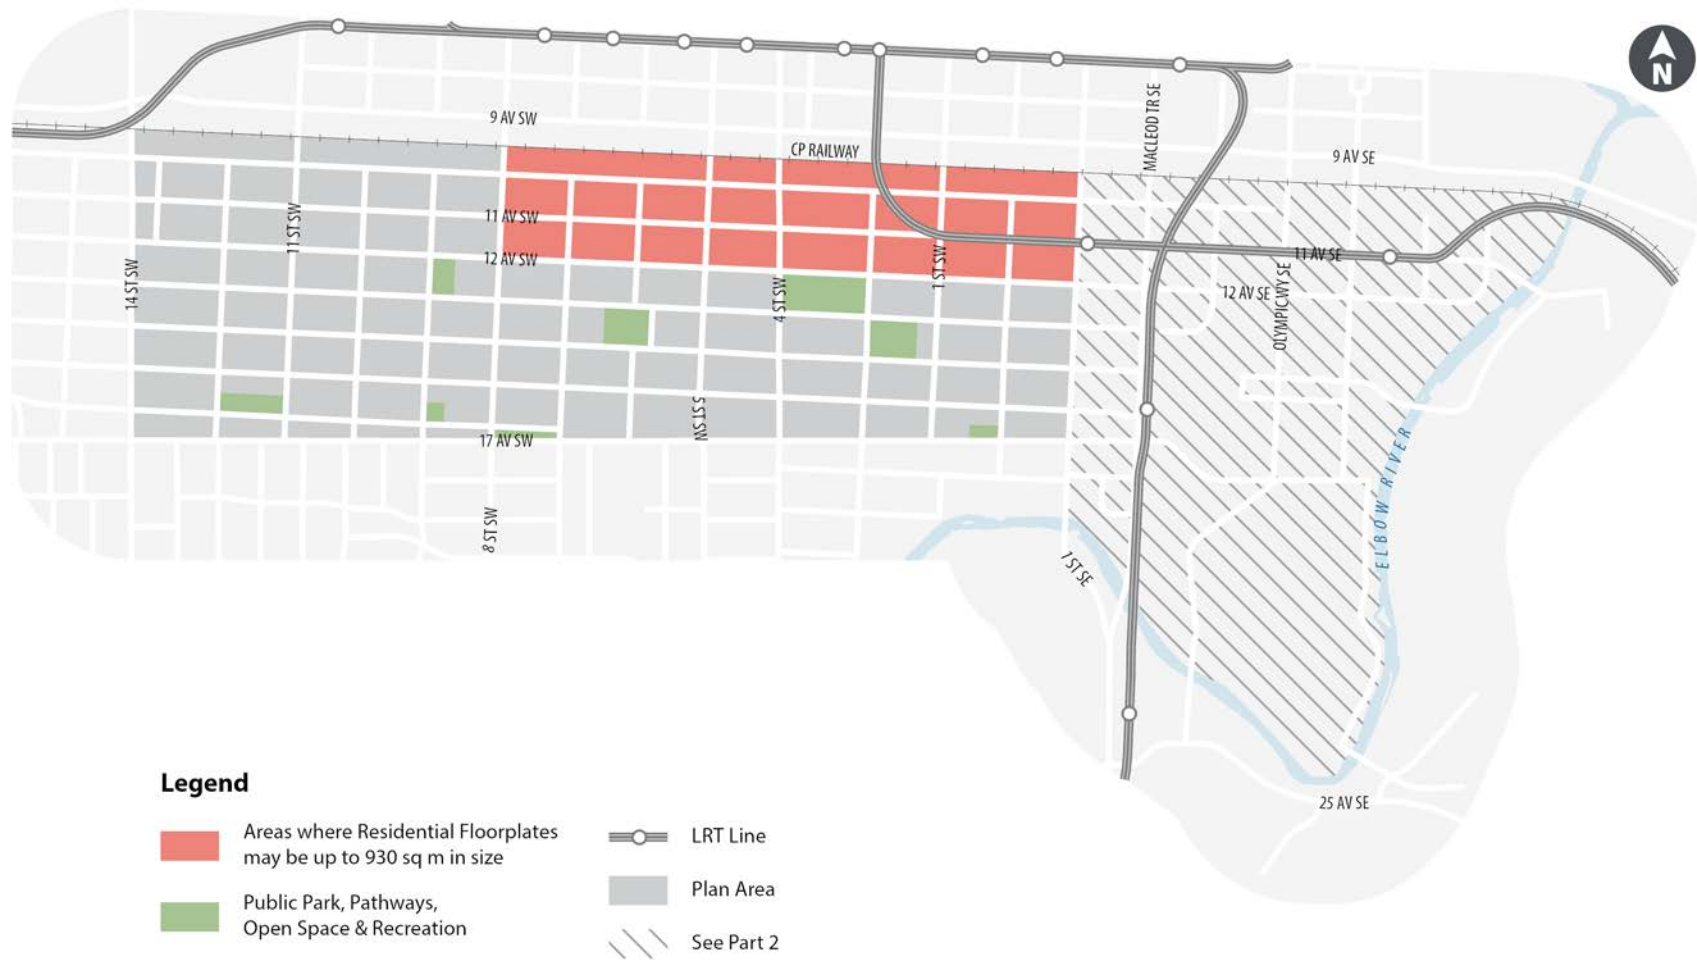 N
MACLEOD TR SE
9 AV SW
CP RAILWAY
9 AV SE
11 ST SW
11 AV SW
12 AV SW
1 ST SW
11 AV SE
14 ST SW
4 ST SW
12 AV SE
OLYMPIC WY SE
5 ST SW
17 AV SW
ELBOW RIVER
8 ST SW
1 ST SE
25 AV SE
Legend
Areas where Residential Floorplates
may be up to 930 sq m in size
Public Park, Pathways,
Open Space & Recreation
LRT Line
Plan Area
See Part 2